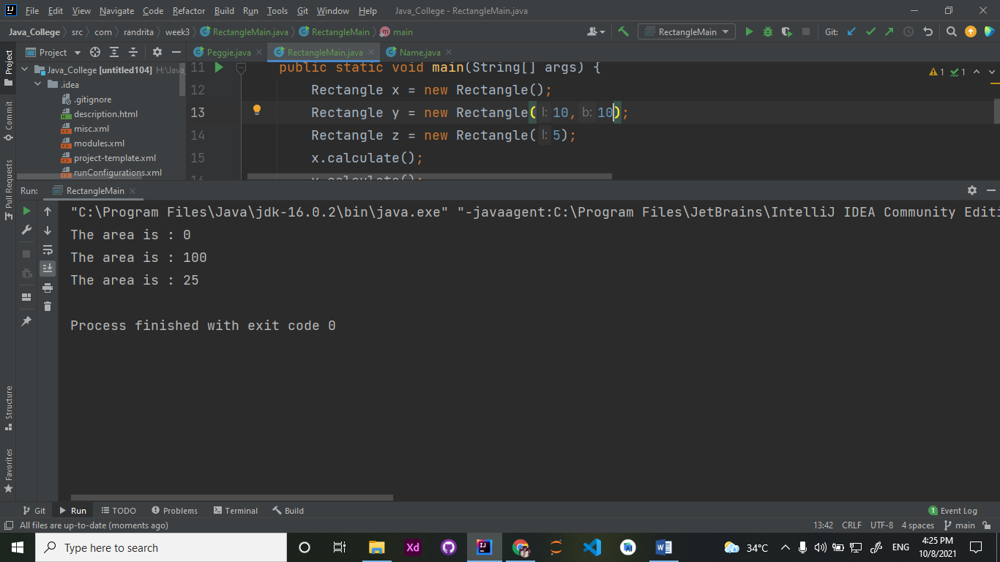 File Edit View Navigate Code Refactor Build Run Tools Git Window Help Java_College - RectangleMain.java
Java_College src com randrita week3 RectangleMain.java RectangleMain main RectangleMain Git:
Project Peggie.java RectangleMain.java Name.java
Project
Commit
Pull Requests
Structure
Favorites
Java_College [untitled104] H:\Java
.idea
.gitignore
description.html
misc.xml
modules.xml
project-template.xml
runConfigurations.xml
1 1
11 public static void main(String[] args) {
12 Rectangle x = new Rectangle();
13 Rectangle y = new Rectangle( l: 10, b: 10);
14 Rectangle z = new Rectangle( l: 5);
15 x.calculate();
16 y.calculate();
Run: RectangleMain
"C:\Program Files\Java\jdk-16.0.2\bin\java.exe" "-javaagent:C:\Program Files\JetBrains\IntelliJ IDEA Community Editi
The area is : 0
The area is : 100
The area is : 25
Process finished with exit code 0
Git Run TODO Problems Terminal Build 1 Event Log
All files are up-to-date (moments ago) 13:42 CRLF UTF-8 4 spaces main
Type here to search Xd 34°C ENG 4:25 PM
10/8/2021